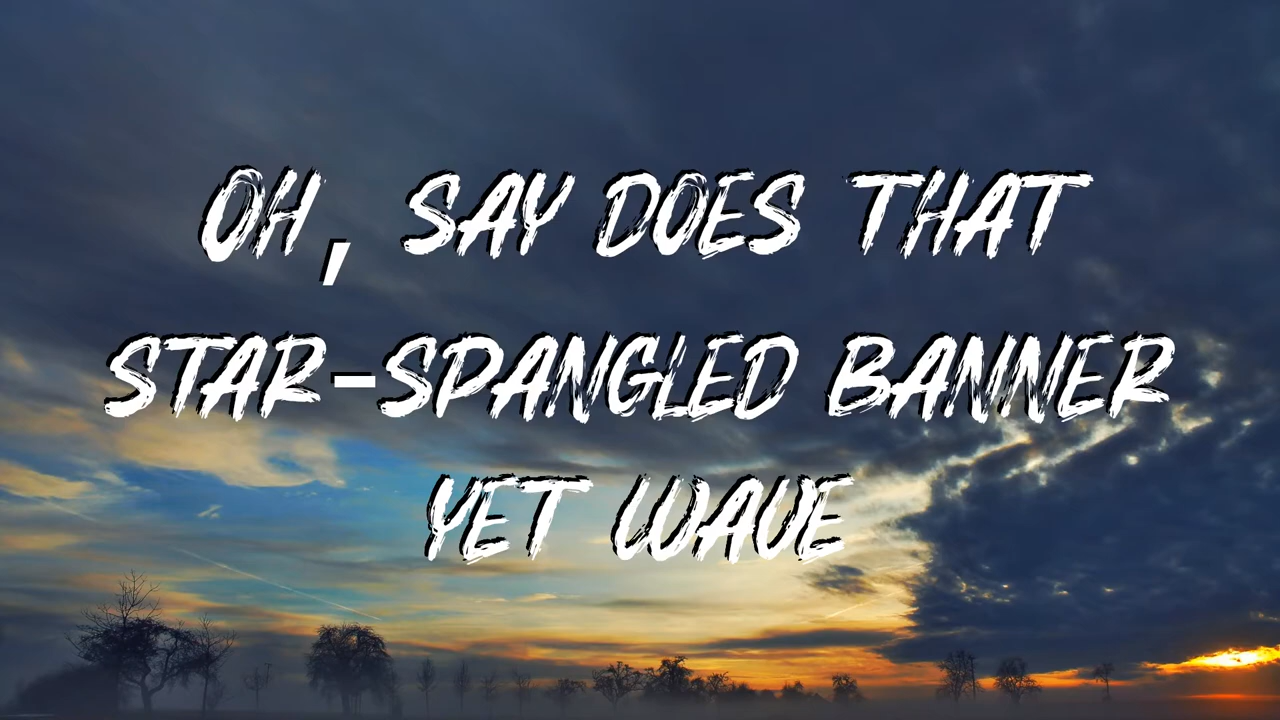 OH, SAY DOES THAT
STAR-SPANGLED BANNER
YET WAVE